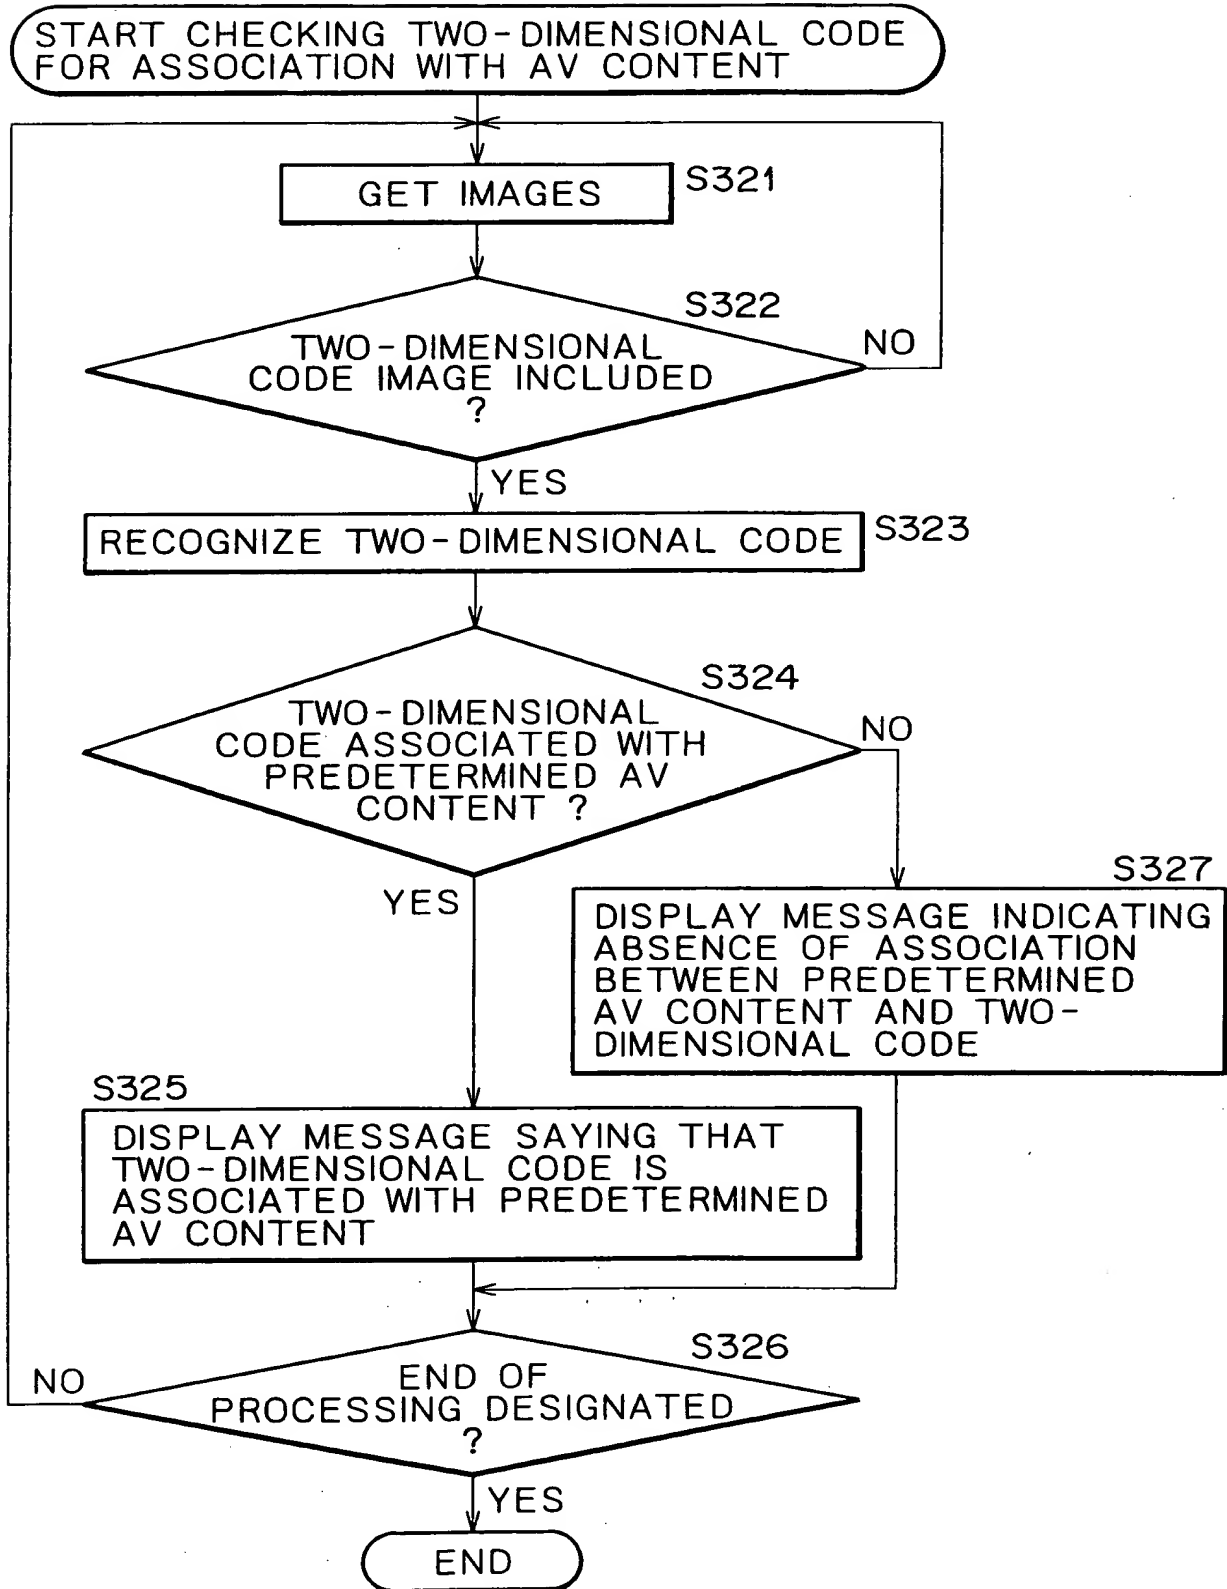 START CHECKING TWO-DIMENSIONAL CODE
FOR ASSOCIATION WITH AV CONTENT
GET IMAGES
S321
S322
TWO-DIMENSIONAL
CODE IMAGE INCLUDED
?
NO
YES
RECOGNIZE TWO-DIMENSIONAL CODE
S323
S324
TWO-DIMENSIONAL
CODE ASSOCIATED WITH
PREDETERMINED AV
CONTENT ?
NO
YES
S327
DISPLAY MESSAGE INDICATING
ABSENCE OF ASSOCIATION
BETWEEN PREDETERMINED
AV CONTENT AND TWO-
DIMENSIONAL CODE
S325
DISPLAY MESSAGE SAYING THAT
TWO-DIMENSIONAL CODE IS
ASSOCIATED WITH PREDETERMINED
AV CONTENT
S326
NO
END OF
PROCESSING DESIGNATED
?
YES
END